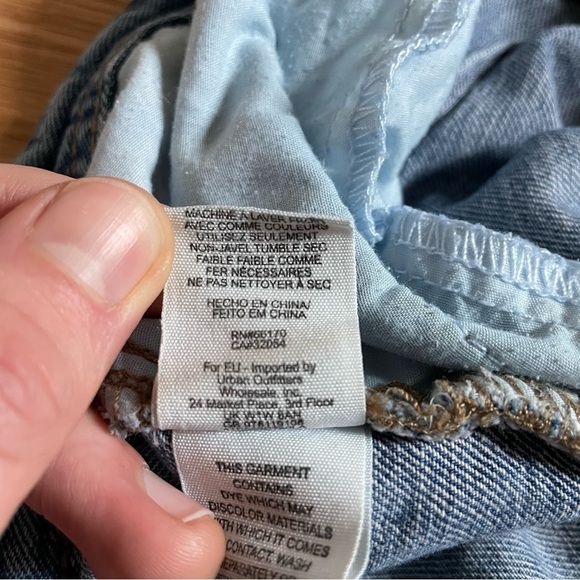 MACHINE A LAVER
AVEC COMME COULEURS
UTILISEZ SEULEMENT
NON-LAVEL TUMBLE SEC
FAIBLE FAIBLE COMME
FER NÉCESSAIRES
NE PAS NETTOYER À SEC
HECHO EN CHINA/
FEITO EM CHINA/
RN#66170
CA#32054
For EU - Imported by
Urban Outfitters
Wholesale, Inc.
24 Market Place, 3rd Floor
UK W1W 8AN
THIS GARMENT
CONTAINS
DYE WHICH MAY
DISCOLOR MATERIALS
WITH WHICH IT COMES
CONTACT. WASH